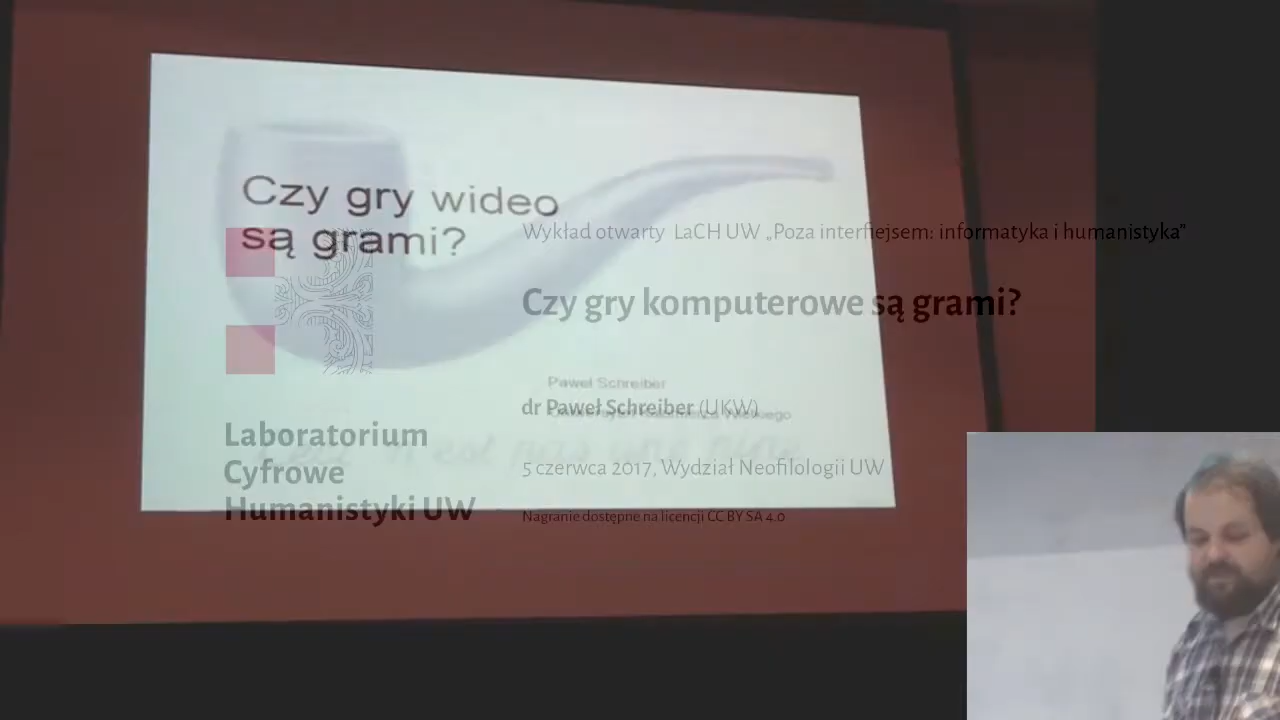 Czy gry wideo
są grami?
Paweł Schreiber
Wykład otwarty LaCH UW „Poza interfiejsem: informatyka i humanistyka”
Czy gry komputerowe są grami?
dr Paweł Schreiber (UKW)
5 czerwca 2017, Wydział Neofilologii UW
Nagranie dostępne na licencji CC BY SA 4.0
Laboratorium
Cyfrowe
Humanistyki UW